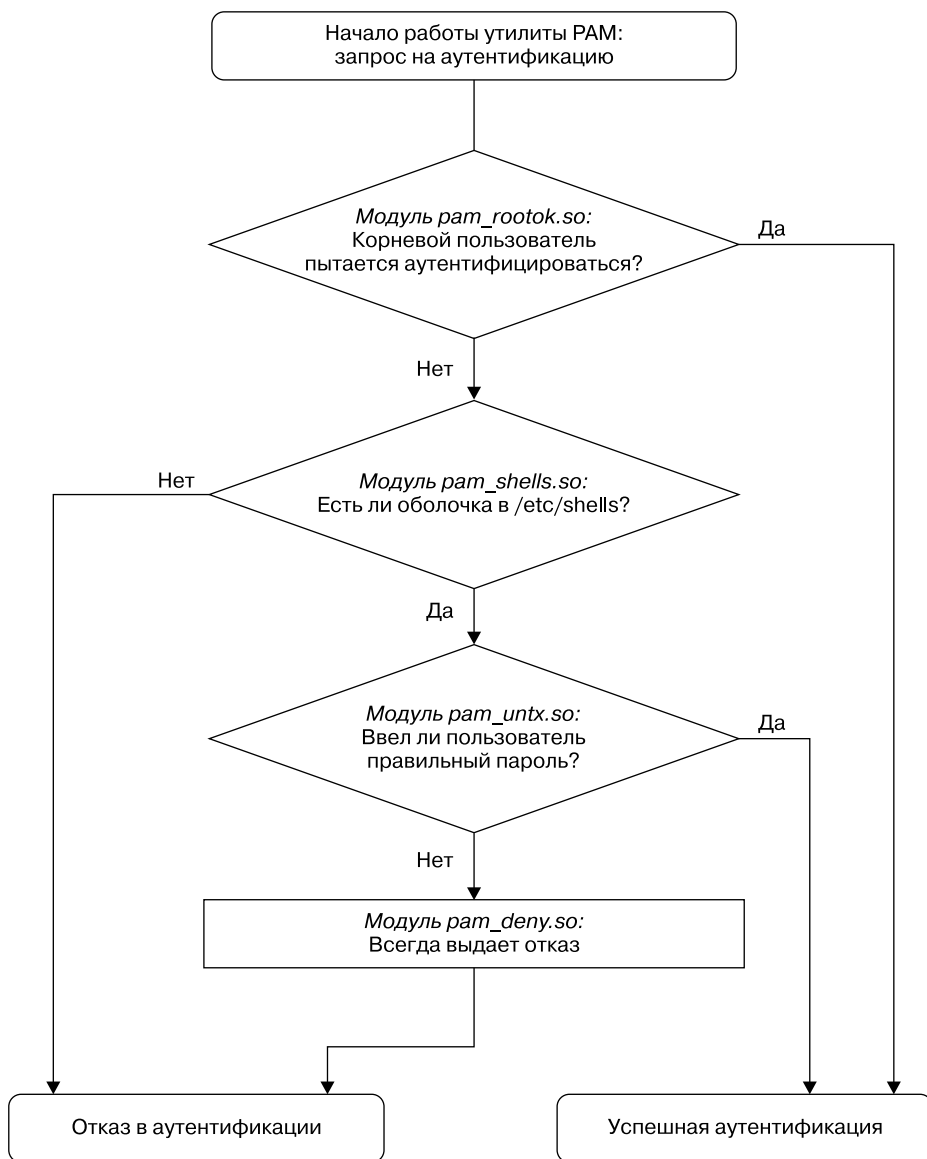 Начало работы утилиты PAM:
запрос на аутентификацию
Модуль pam_rootok.so:
Корневой пользователь
пытается аутентифицироваться?
Да
Нет
Модуль pam_shells.so:
Есть ли оболочка в /etc/shells?
Нет
Да
Модуль pam_untx.so:
Ввел ли пользователь
правильный пароль?
Да
Нет
Модуль pam_deny.so:
Всегда выдает отказ
Отказ в аутентификации
Успешная аутентификация